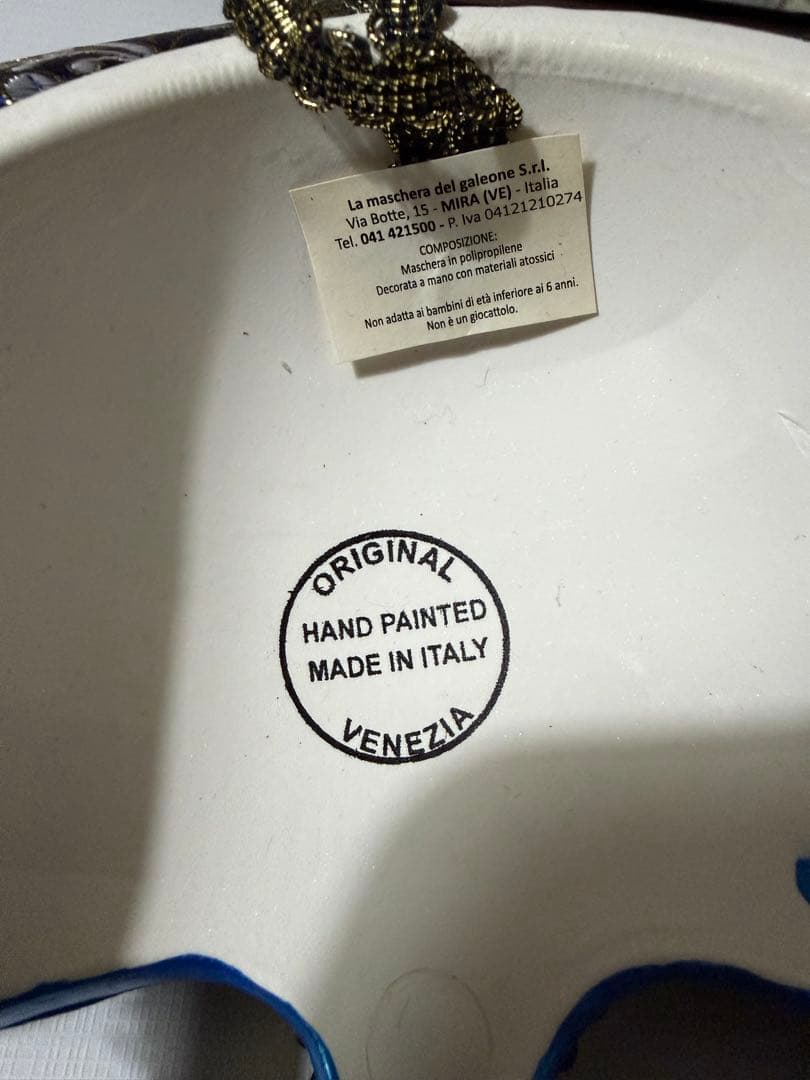 La maschera del galeone S.r.l.
Via Botte, 15 - MIRA (VE) - Italia
Tel. 041 421500 - P. Iva 04121210274
COMPOSIZIONE:
Maschera in polipropilene
Decorata a mano con materiali atossici
Non adatta ai bambini di età inferiore ai 6 anni.
Non è un giocattolo.
ORIGINAL
HAND PAINTED
MADE IN ITALY
VENEZIA